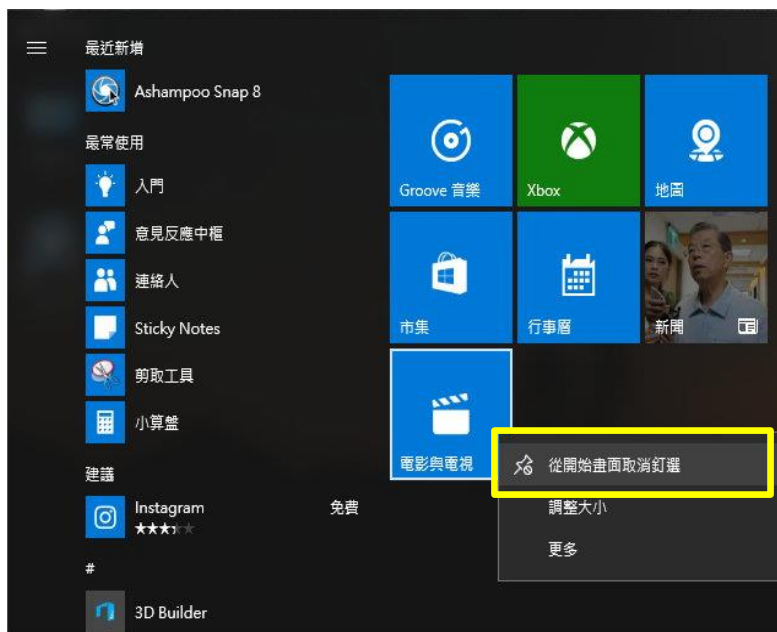 最近新增
Ashampoo Snap 8
最常使用
入門
意見反應中樞
連絡人
Sticky Notes
剪取工具
小算盤
建議
Instagram
免費
#
3D Builder
Groove 音樂
Xbox
地圖
市集
行事曆
新聞
電影與電視
從開始畫面取消釘選
調整大小
更多